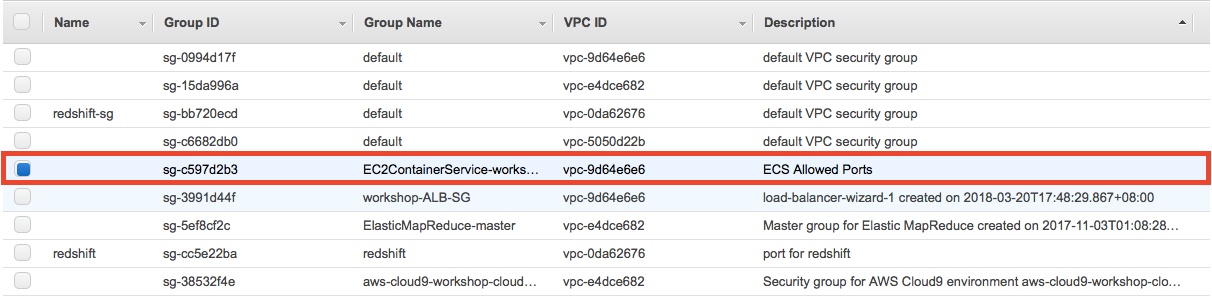 Name Group ID Group Name VPC ID Description
sg-0994d17f default vpc-9d64e6e6 default VPC security group
sg-15da996a default vpc-e4dce682 default VPC security group
redshift-sg sg-bb720ecd default vpc-0da62676 default VPC security group
sg-c6682db0 default vpc-5050d22b default VPC security group
sg-c597d2b3 EC2ContainerService-works... vpc-9d64e6e6 ECS Allowed Ports
sg-3991d44f workshop-ALB-SG vpc-9d64e6e6 load-balancer-wizard-1 created on 2018-03-20T17:48:29.867+08:00
sg-5ef8cf2c ElasticMapReduce-master vpc-e4dce682 Master group for Elastic MapReduce created on 2017-11-03T01:08:28...
redshift sg-cc5e22ba redshift vpc-0da62676 port for redshift
sg-38532f4e aws-cloud9-workshop-cloud... vpc-9d64e6e6 Security group for AWS Cloud9 environment aws-cloud9-workshop-clo...